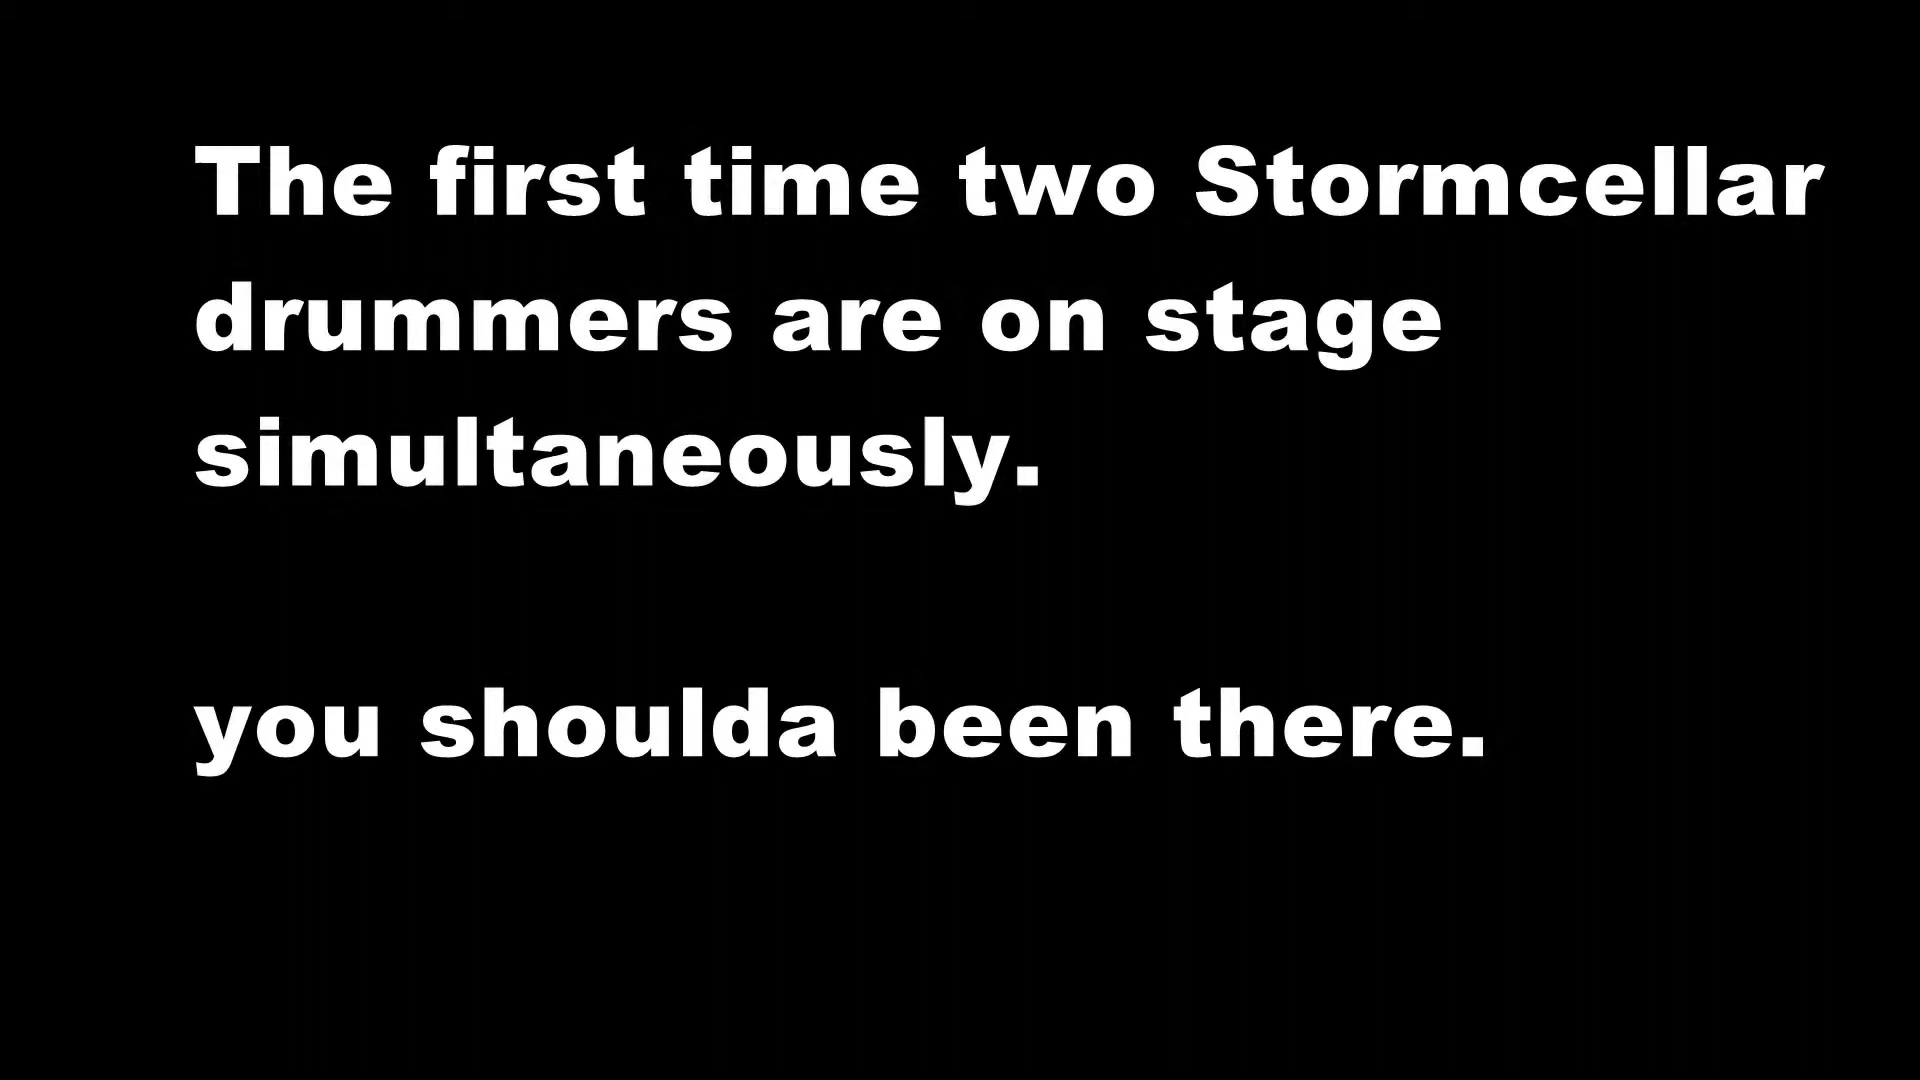 The first time two Stormcellar
drummers are on stage
simultaneously.
you shoulda been there.